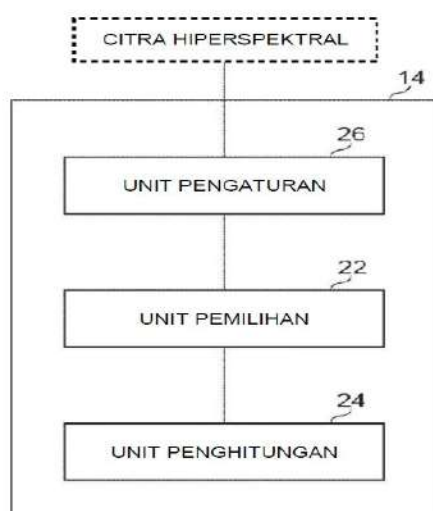 CITRA HIPERSPEKTRAL
14
26
UNIT PENGATURAN
22
UNIT PEMILIHAN
24
UNIT PENGHITUNGAN